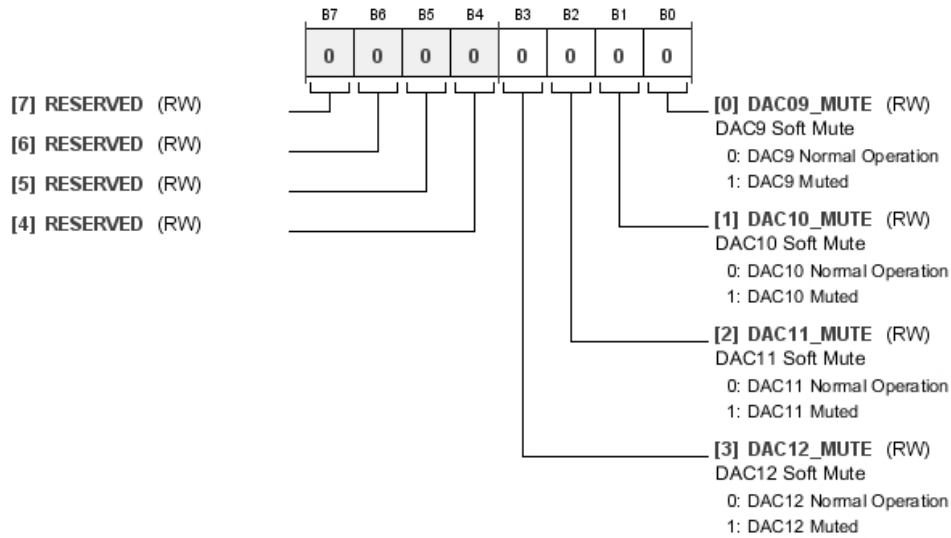 B7 B6 B5 B4 B3 B2 B1 B0
0 0 0 0 0 0 0 0
[7] RESERVED (RW)
[6] RESERVED (RW)
[5] RESERVED (RW)
[4] RESERVED (RW)
[0] DAC09_MUTE (RW)
DAC9 Soft Mute
0: DAC9 Normal Operation
1: DAC9 Muted
[1] DAC10_MUTE (RW)
DAC10 Soft Mute
0: DAC10 Normal Operation
1: DAC10 Muted
[2] DAC11_MUTE (RW)
DAC11 Soft Mute
0: DAC11 Normal Operation
1: DAC11 Muted
[3] DAC12_MUTE (RW)
DAC12 Soft Mute
0: DAC12 Normal Operation
1: DAC12 Muted